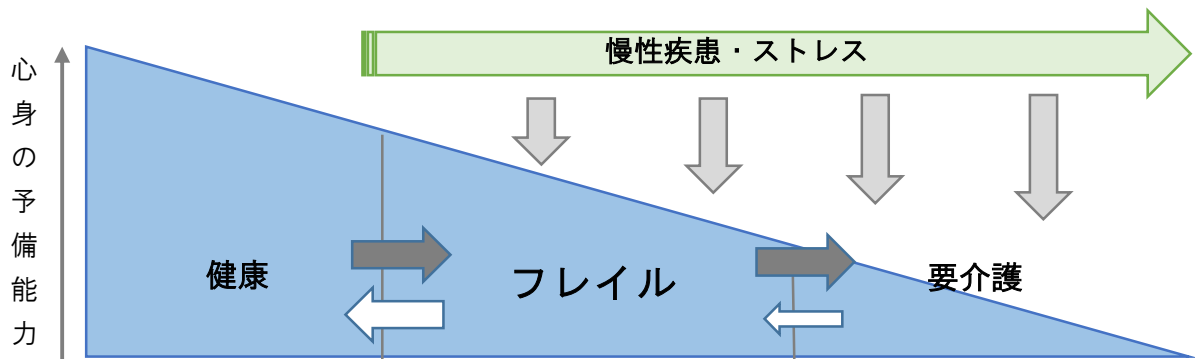 慢性疾患・ストレス
心身の予備能力
健康
フレイル
要介護